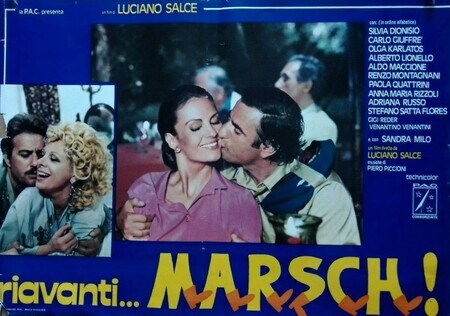 la P.A.C. presenta
un film di LUCIANO SALCE
con: (in ordine alfabetico)
SILVIA DIONISIO
CARLO GIUFFRE'
OLGA KARLATOS
ALBERTO LIONELLO
ALDO MACCIONE
RENZO MONTAGNANI
PAOLA QUATTRINI
ANNA MARIA RIZZOLI
ADRIANA RUSSO
STEFANO SATTA FLORES
GIGI REDER
VENANTINO VENANTINI
e con SANDRA MILO
un film diretto da
LUCIANO SALCE
musiche di
PIERO PICCIONI
technicolor
P.A.C.
riavanti... MARSCH!